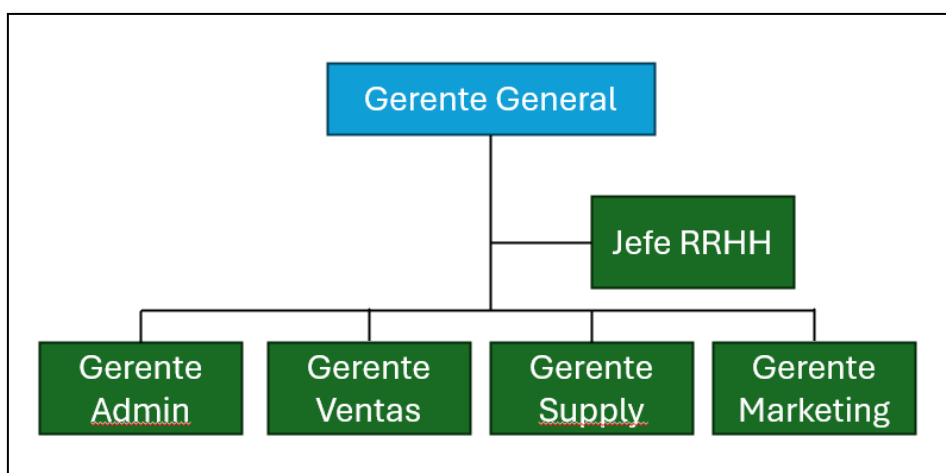 Gerente General
Jefe RRHH
Gerente
Admin
Gerente
Ventas
Gerente
Supply
Gerente
Marketing